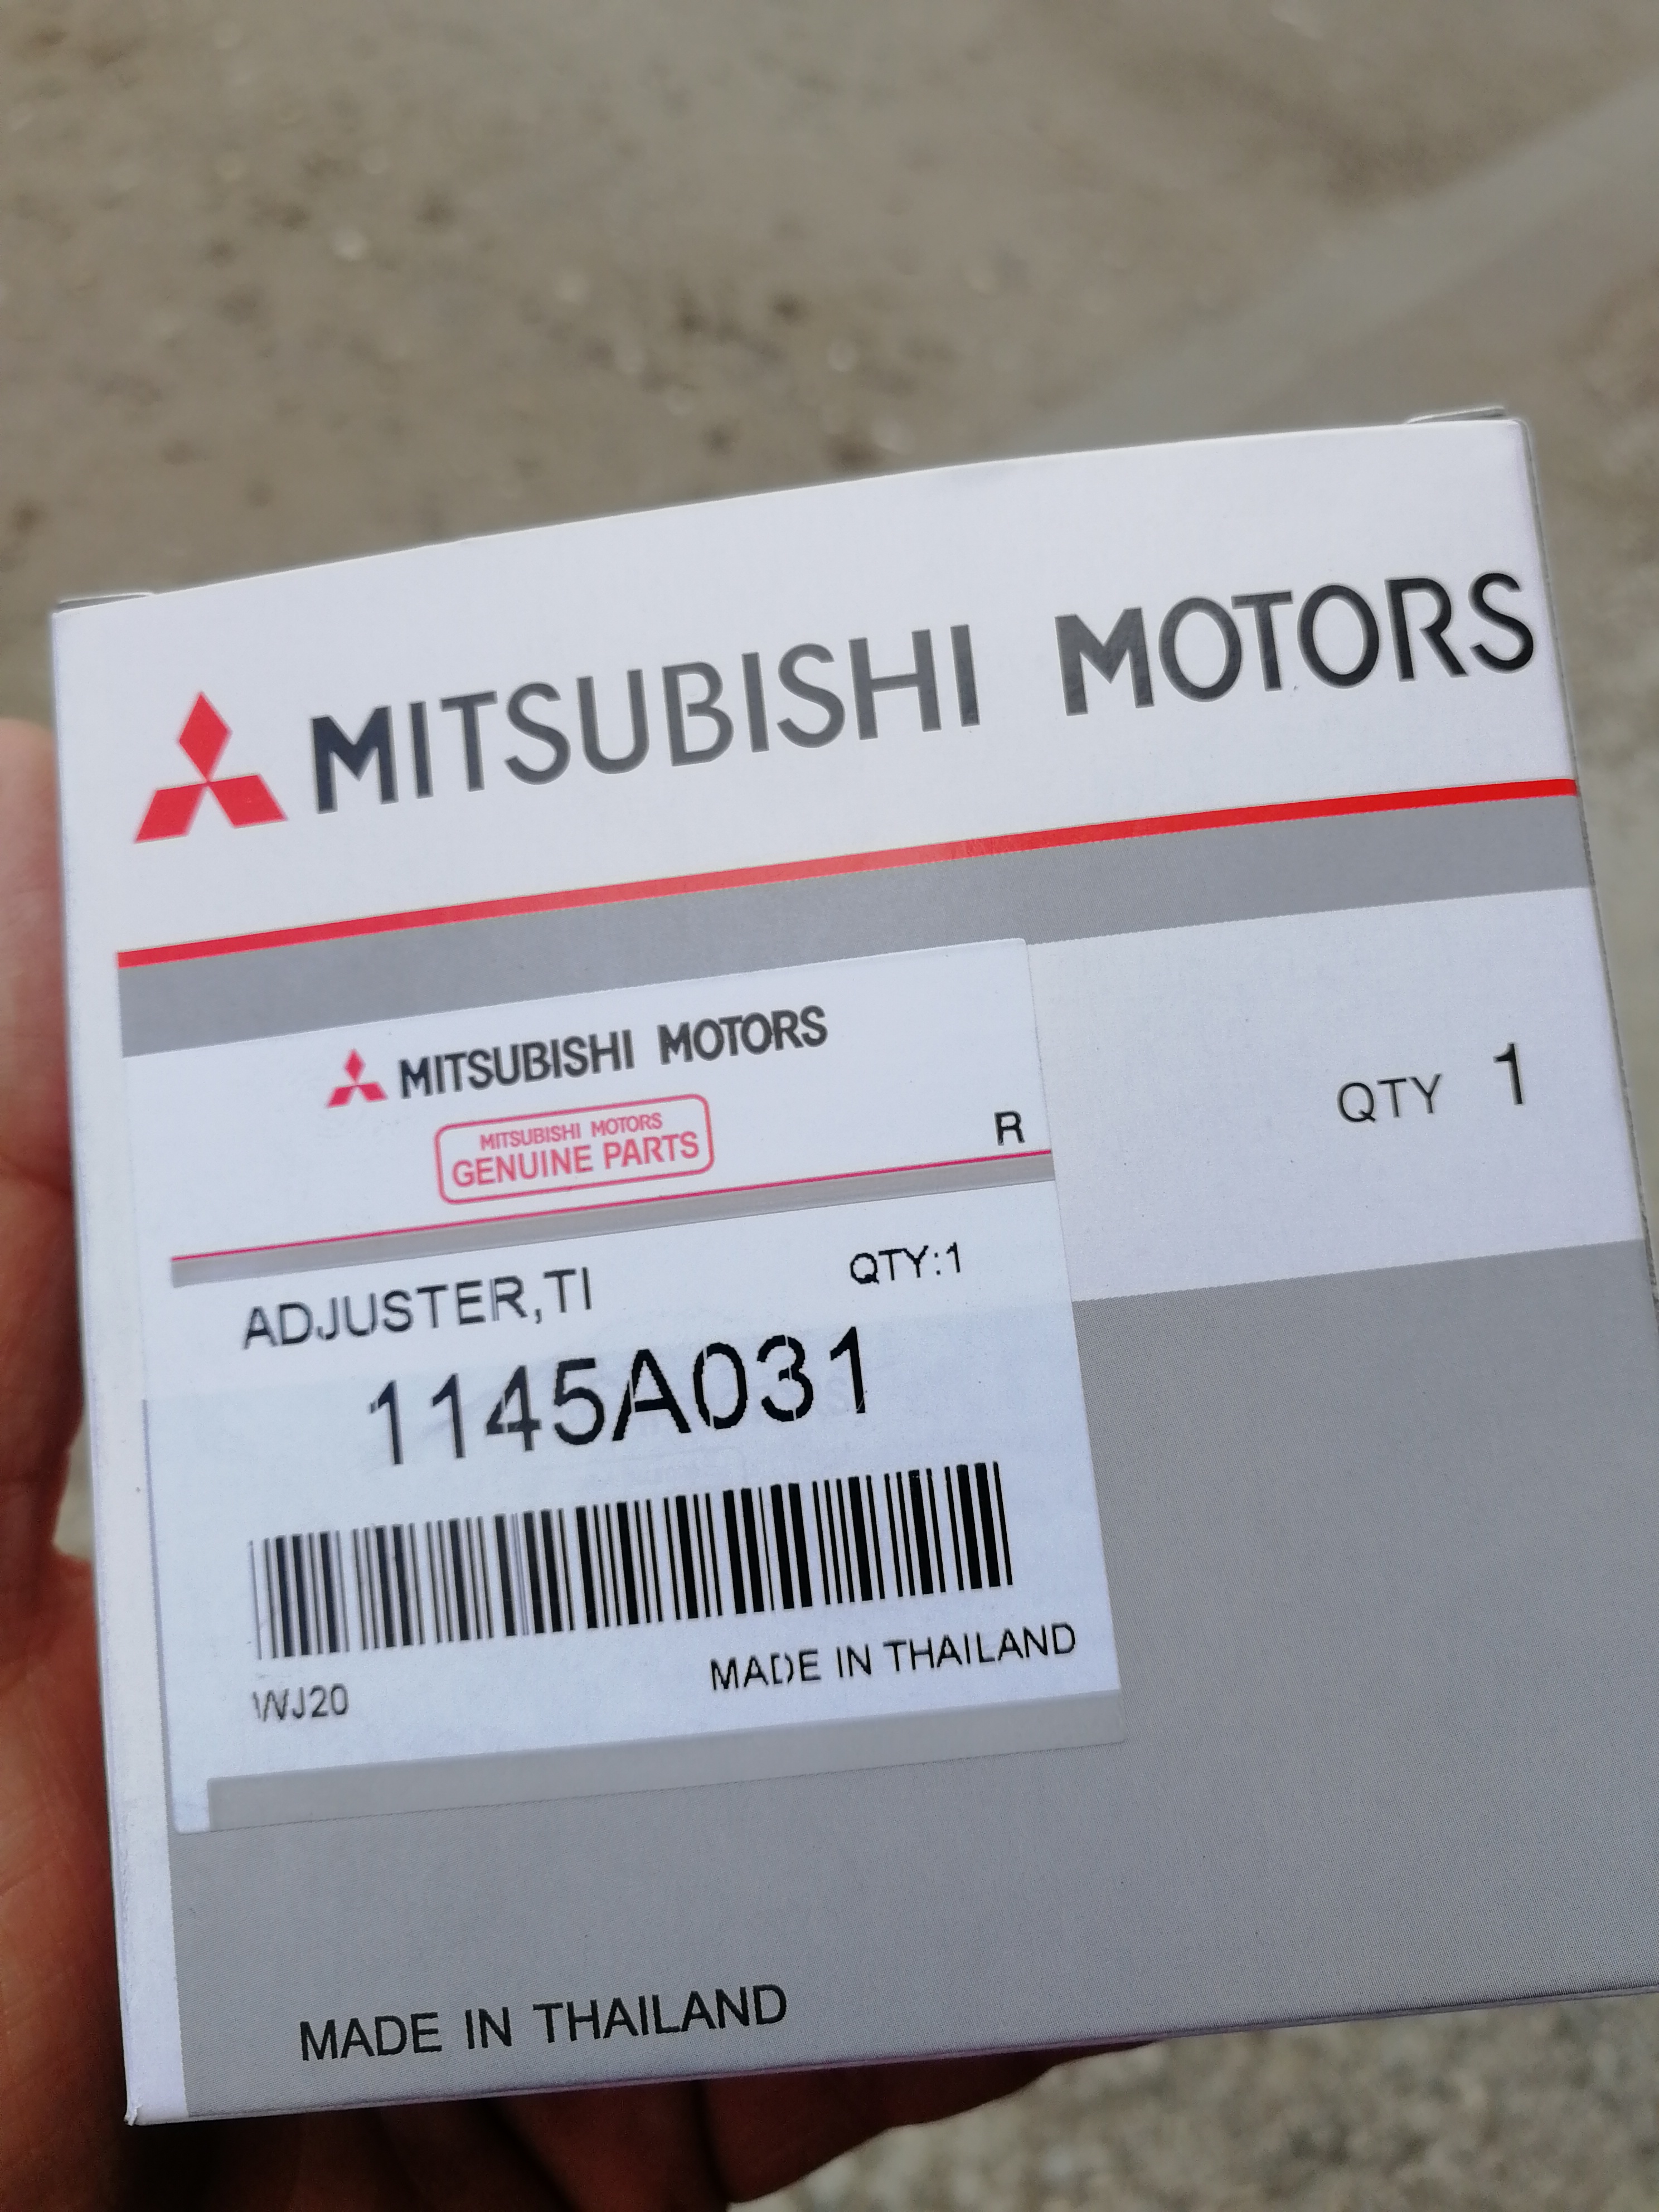 MITSUBISHI MOTORS
MITSUBISHI MOTORS
MITSUBISHI MOTORS
GENUINE PARTS
R
QTY 1
ADJUSTER,TI QTY:1
1145A031
WJ20 MADE IN THAILAND
MADE IN THAILAND